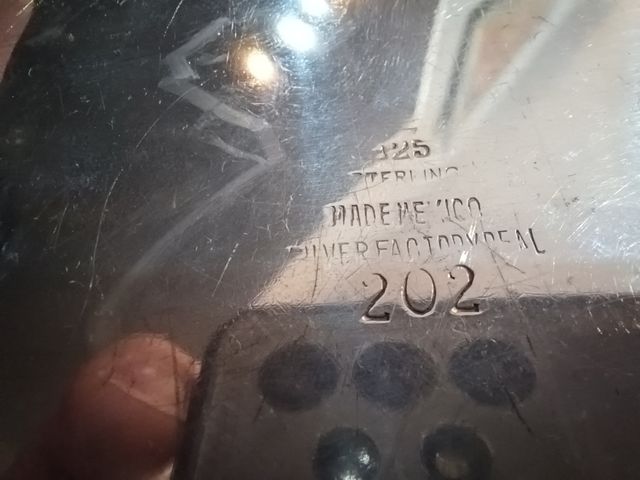 925
STERLING
MADE MEXICO
SILVER FACTORY REAL
202